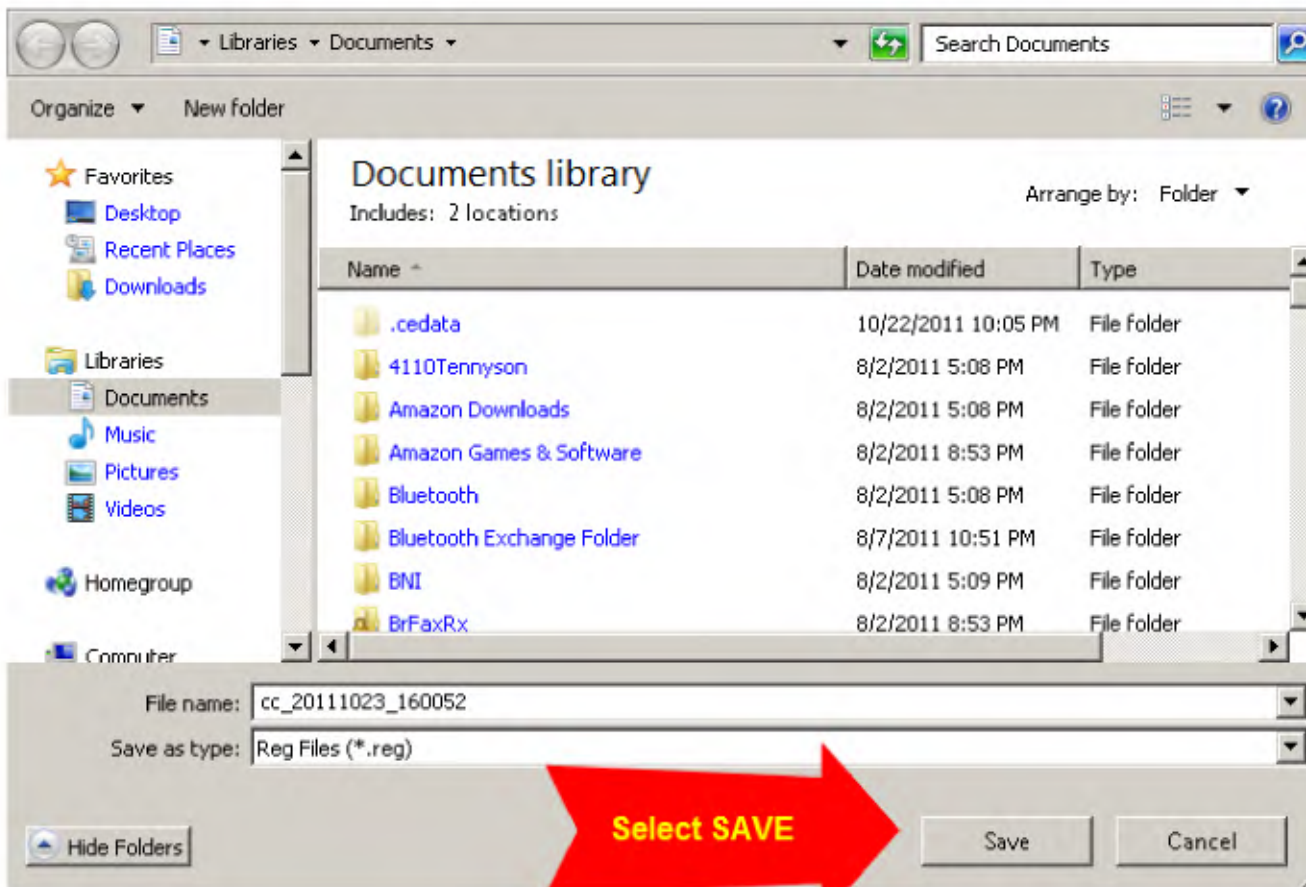 Libraries Documents
Search Documents
Organize New folder
Favorites
Desktop
Recent Places
Downloads
Libraries
Documents
Music
Pictures
Videos
Homegroup
Computer
Documents library
Includes: 2 locations
Arrange by: Folder
Name Date modified Type
.cedata 10/22/2011 10:05 PM File folder
4110Tennyson 8/2/2011 5:08 PM File folder
Amazon Downloads 8/2/2011 5:08 PM File folder
Amazon Games & Software 8/2/2011 8:53 PM File folder
Bluetooth 8/2/2011 5:08 PM File folder
Bluetooth Exchange Folder 8/7/2011 10:51 PM File folder
BNI 8/2/2011 5:09 PM File folder
BrFaxRx 8/2/2011 8:53 PM File folder
File name: cc_20111023_160052
Save as type: Reg Files (*.reg)
Select SAVE
Hide Folders Save Cancel